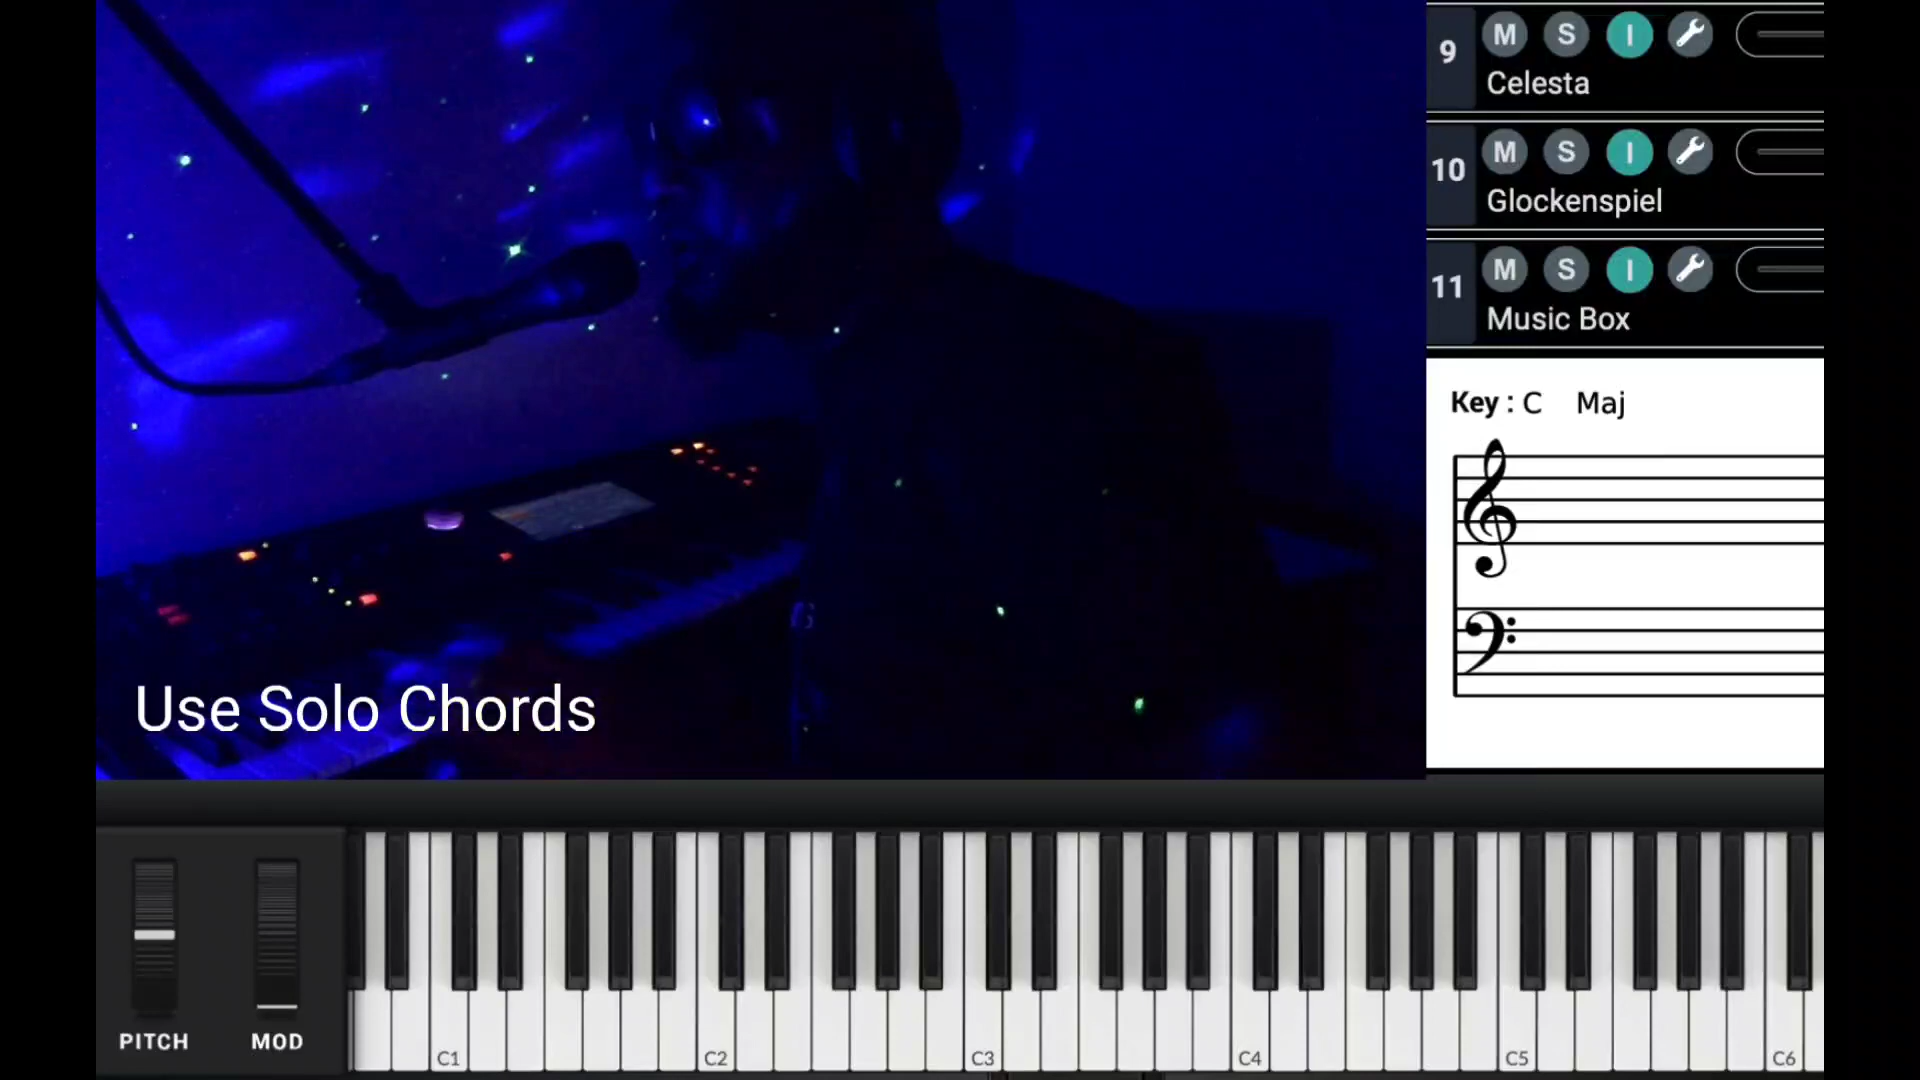 9
M S I
Celesta
10
M S I
Glockenspiel
11
M S I
Music Box
Key : C Maj
Use Solo Chords
PITCH MOD
C1 C2 C3 C4 C5 C6